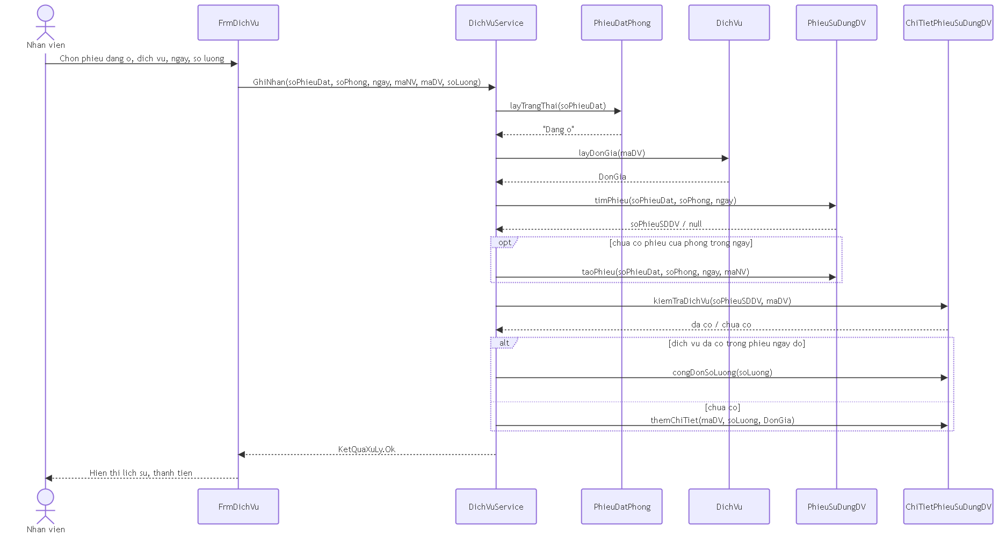 Nhan vien
FrmDichVu
DichVuService
PhieuDatPhong
DichVu
PhieuSuDungDV
ChiTietPhieuSuDungDV
Chon phieu dang o, dich vu, ngay, so luong
GhiNhan(soPhieuDat, soPhong, ngay, maNV, maDV, soLuong)
layTrangThai(soPhieuDat)
"Dang o"
layDonGia(maDV)
DonGia
timPhieu(soPhieuDat, soPhong, ngay)
soPhieuSDDV / null
opt
[chua co phieu cua phong trong ngay]
taoPhieu(soPhieuDat, soPhong, ngay, maNV)
kiemTraDichVu(soPhieuSDDV, maDV)
da co / chua co
alt
[dich vu da co trong phieu ngay do]
congDonSoLuong(soLuong)
[chua co]
themChiTiet(maDV, soLuong, DonGia)
KetQuaXuLy.Ok
Hien thi lich su, thanh tien
Nhan vien
FrmDichVu
DichVuService
PhieuDatPhong
DichVu
PhieuSuDungDV
ChiTietPhieuSuDungDV